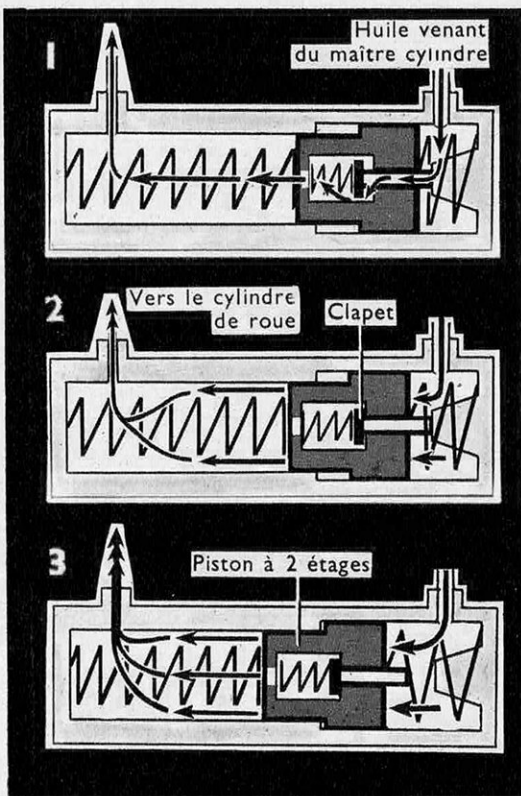 1
Huile venant
du maître cylindre
2
Vers le cylindre
de roue
Clapet
3
Piston à 2 étages